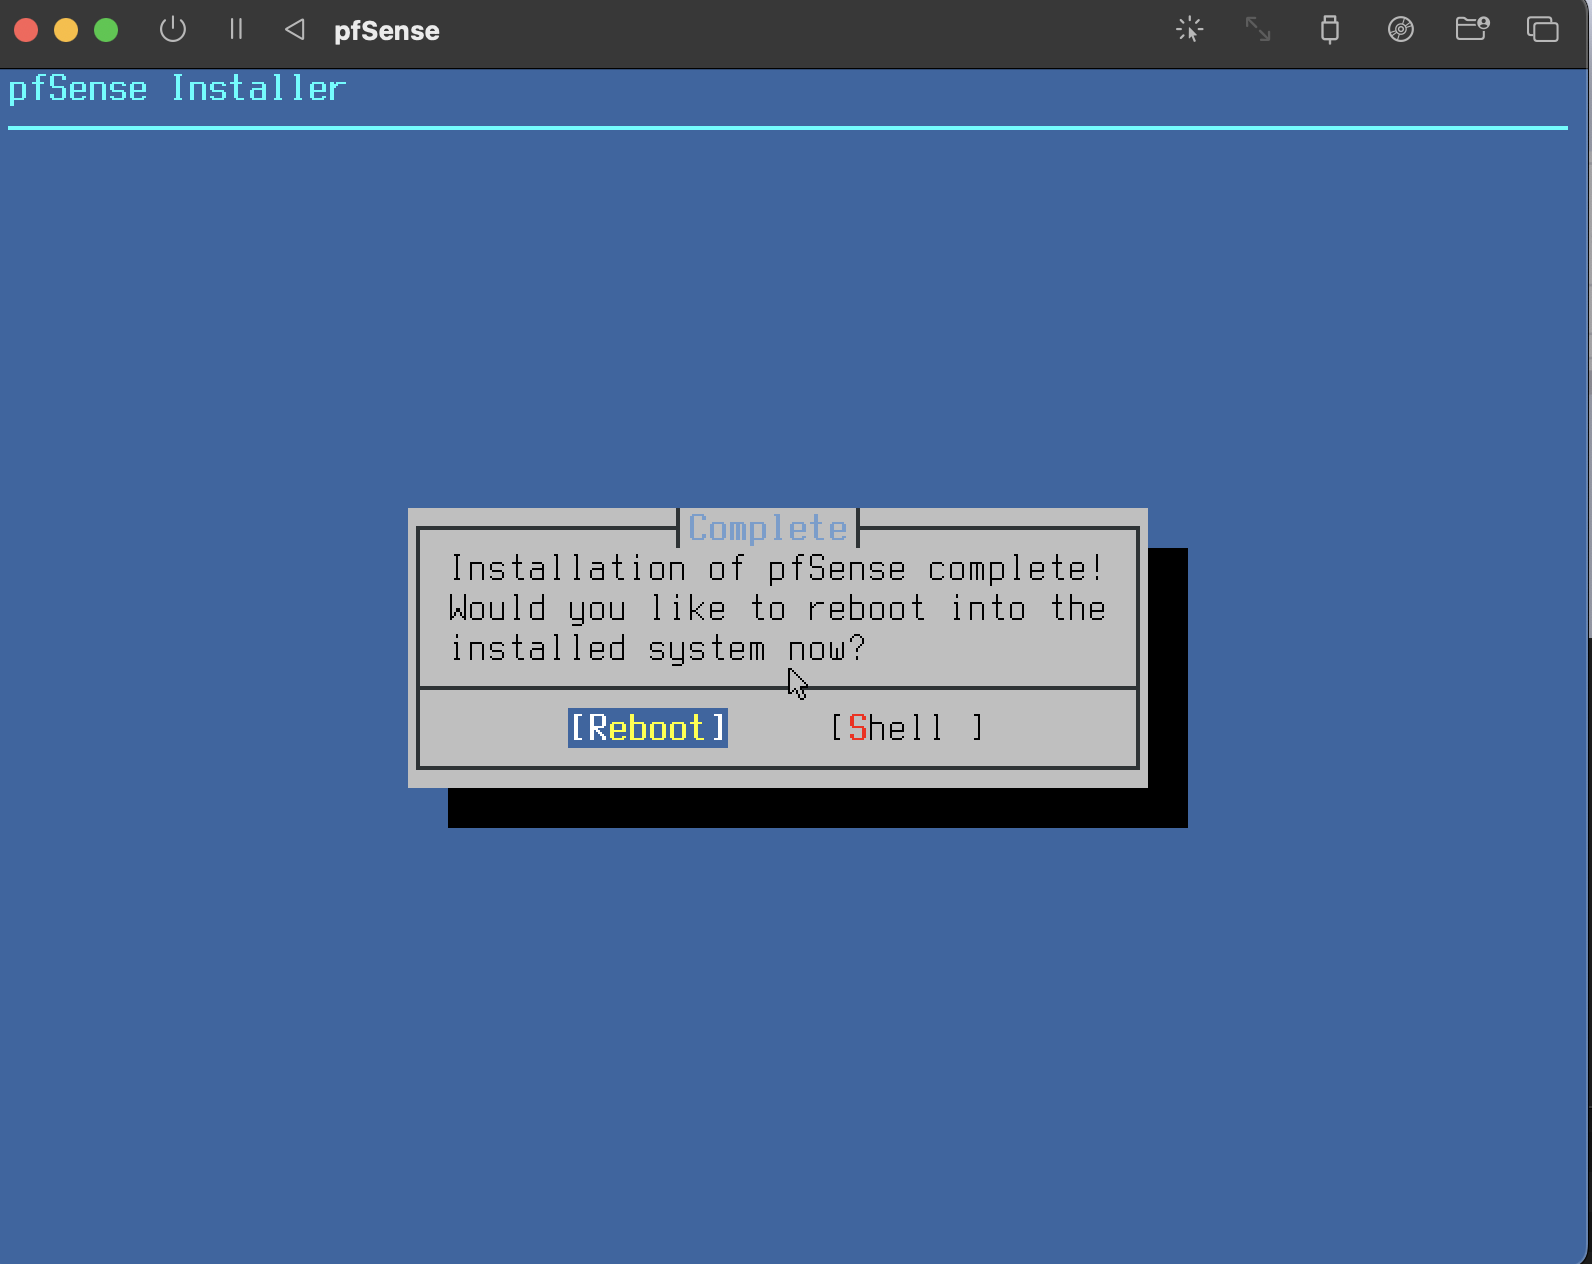 pfSense
pfSense Installer
Complete
Installation of pfSense complete!
Would you like to reboot into the
installed system now?
[Reboot] [Shell ]